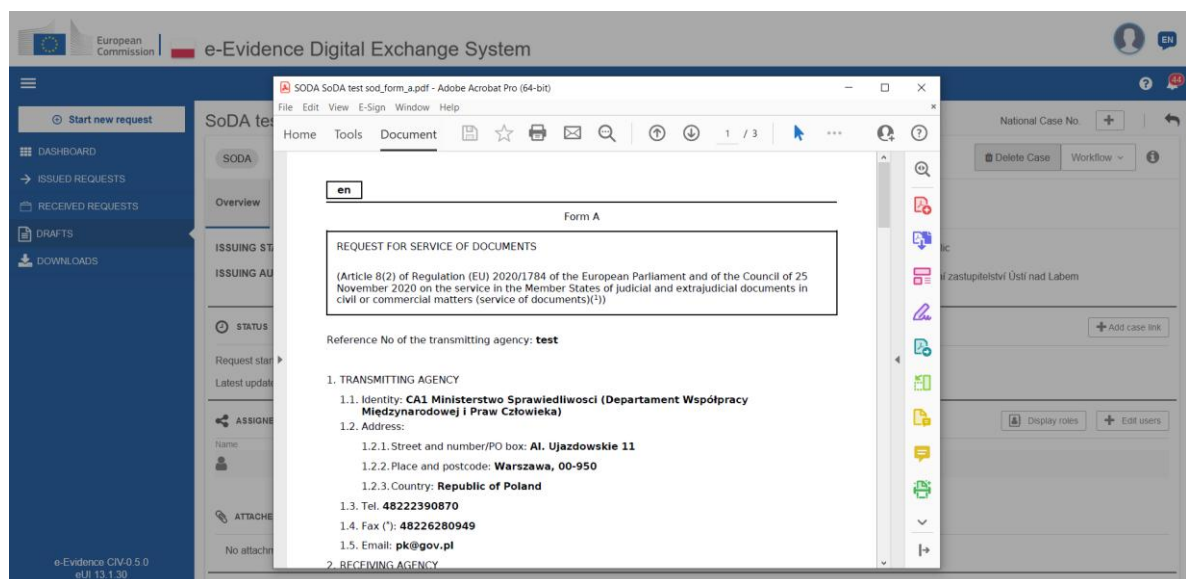 European
Commission
e-Evidence Digital Exchange System
EN
SODA SoDA test sod_form_a.pdf - Adobe Acrobat Pro (64-bit)
44
File Edit View E-Sign Window Help
Start new request
SoDA tes
Home Tools Document
1 / 3
National Case No.
DASHBOARD
SODA
Delete Case Workflow
ISSUED REQUESTS
RECEIVED REQUESTS
Overview
en
Form A
DRAFTS
DOWNLOADS
ISSUING ST
REQUEST FOR SERVICE OF DOCUMENTS
lic
ISSUING AU
(Article 8(2) of Regulation (EU) 2020/1784 of the European Parliament and of the Council of 25
November 2020 on the service in the Member States of judicial and extrajudicial documents in
civil or commercial matters (service of documents)(1))
í zastupitelství Ústí nad Labem
STATUS
Add case link
Reference No of the transmitting agency: test
Request star
Latest update
1. TRANSMITTING AGENCY
1.1. Identity: CA1 Ministerstwo Sprawiedliwosci (Departament Współpracy
Międzynarodowej i Praw Człowieka)
ASSIGNE
Display roles
Edit users
1.2. Address:
Name
1.2.1. Street and number/PO box: Al. Ujazdowskie 11
1.2.2. Place and postcode: Warszawa, 00-950
1.2.3. Country: Republic of Poland
1.3. Tel. 48222390870
ATTACHE
1.4. Fax (*): 48226280949
No attachm
1.5. Email: pk@gov.pl
2. RECEIVING AGENCY
e-Evidence CIV-0.5.0
eUI 13.1.30